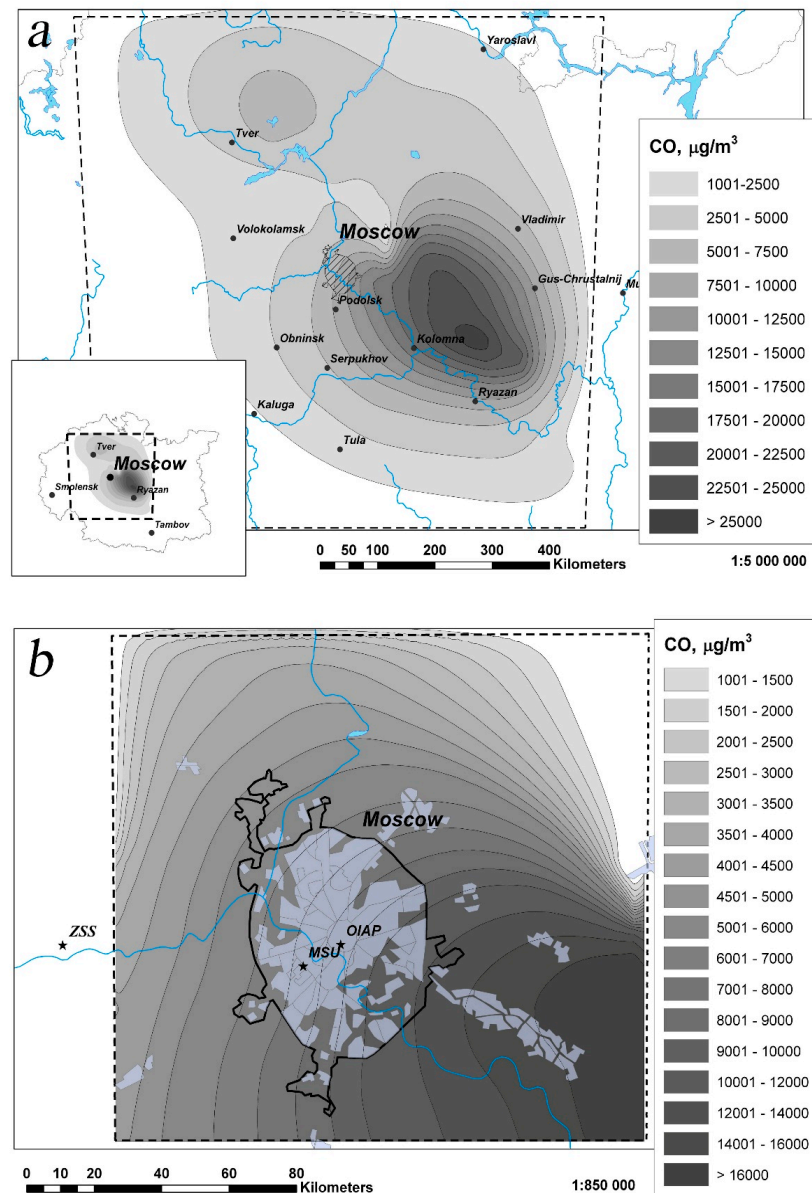 a
Yaroslavl
Tver
Volokolamsk
Moscow
Vladimir
Gus-Chrustalnij
Mu
Podolsk
Obninsk
Serpukhov
Kolomna
Kaluga
Ryazan
Tula
CO, µg/m³
1001-2500
2501 - 5000
5001 - 7500
7501 - 10000
10001 - 12500
12501 - 15000
15001 - 17500
17501 - 20000
20001 - 22500
22501 - 25000
> 25000
Tver
Moscow
Smolensk
Ryazan
Tambov
0 50 100 200 300 400
Kilometers
1:5 000 000
b
Moscow
ZSS
OIAP
MSU
CO, µg/m³
1001 - 1500
1501 - 2000
2001 - 2500
2501 - 3000
3001 - 3500
3501 - 4000
4001 - 4500
4501 - 5000
5001 - 6000
6001 - 7000
7001 - 8000
8001 - 9000
9001 - 10000
10001 - 12000
12001 - 14000
14001 - 16000
> 16000
0 10 20 40 60 80
Kilometers
1:850 000